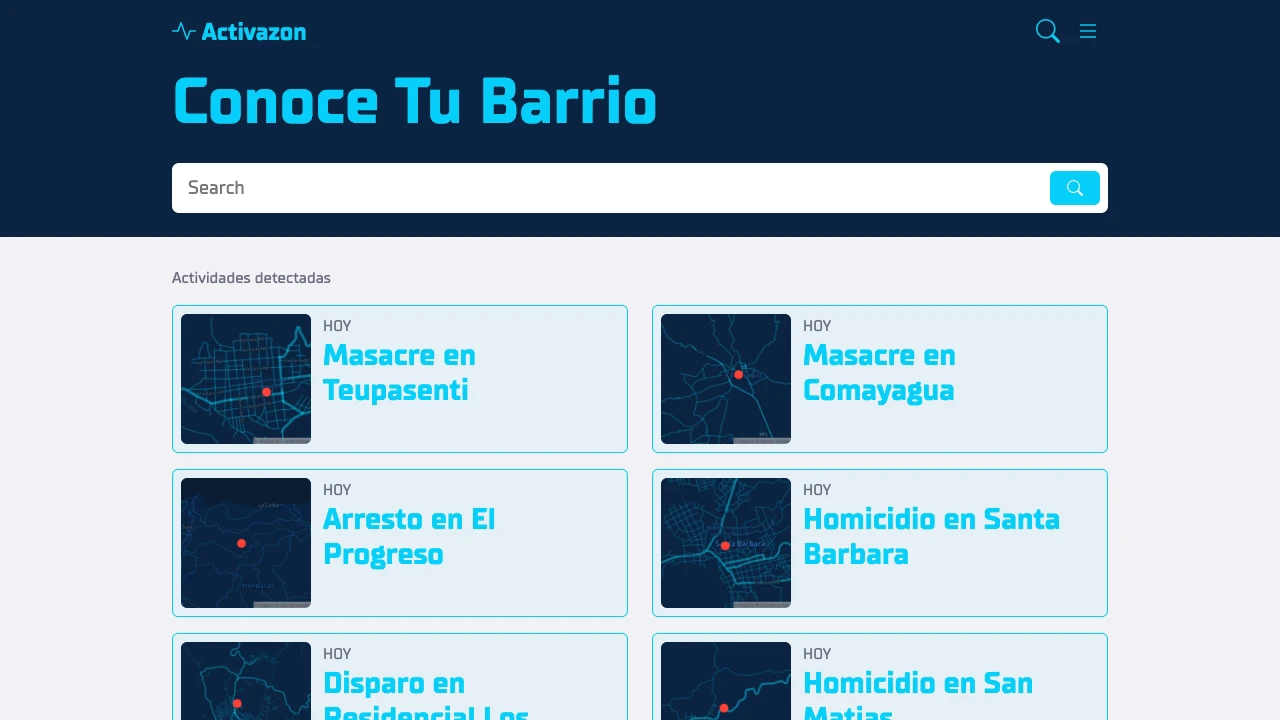 Activazon
Conoce Tu Barrio
Search
Actividades detectadas
HOY
Masacre en
Teupasenti
HOY
Masacre en
Comayagua
HOY
Arresto en El
Progreso
HOY
Homicidio en Santa
Barbara
HOY
Disparo en
Residencial Los
HOY
Homicidio en San
Matias